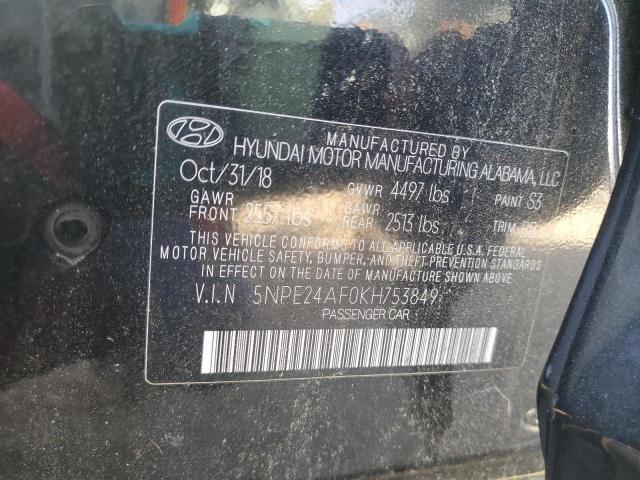 MANUFACTURED BY
HYUNDAI MOTOR MANUFACTURING ALABAMA, LLC
Oct/31/18 GVWR 4497 lbs PAINT S3
GAWR FRONT 2557 lbs GAWR REAR 2513 lbs TRIM
THIS VEHICLE CONFORMS TO ALL APPLICABLE U.S.A. FEDERAL
MOTOR VEHICLE SAFETY, BUMPER, AND THEFT PREVENTION STANDARDS
IN EFFECT ON THE DATE OF MANUFACTURE SHOWN ABOVE
V.I.N 5NPE24AF0KH753849
PASSENGER CAR